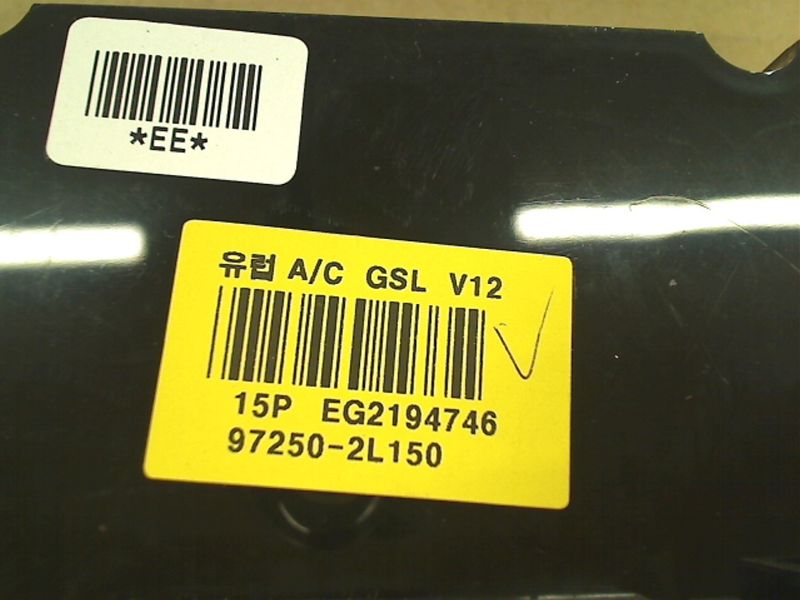 *EE*
유럽 A/C GSL V12
15P EG2194746
97250-2L150